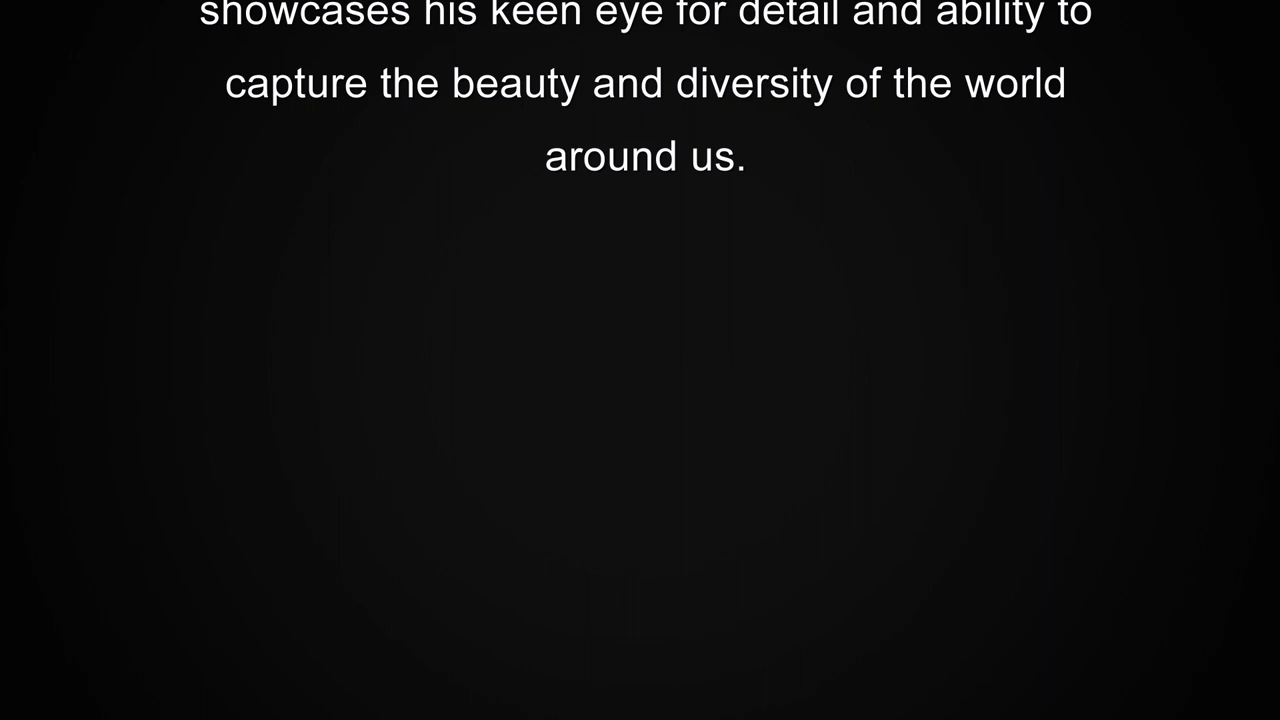 showcases his keen eye for detail and ability to
capture the beauty and diversity of the world
around us.